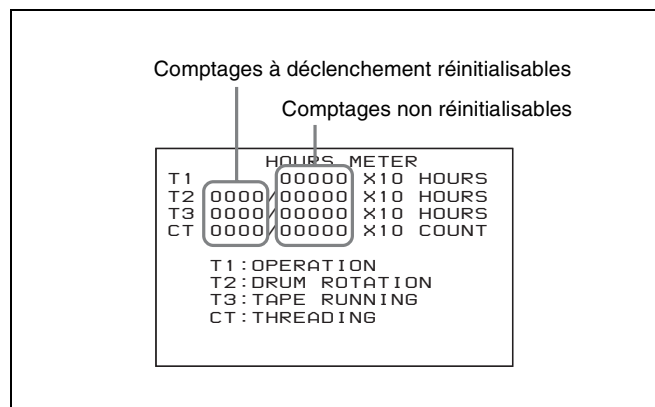 Comptages à déclenchement réinitialisables
Comptages non réinitialisables
HOURS METER
T1 00000 X10 HOURS
T2 0000/00000 X10 HOURS
T3 0000/00000 X10 HOURS
CT 0000/00000 X10 COUNT
T1:OPERATION
T2:DRUM ROTATION
T3:TAPE RUNNING
CT:THREADING